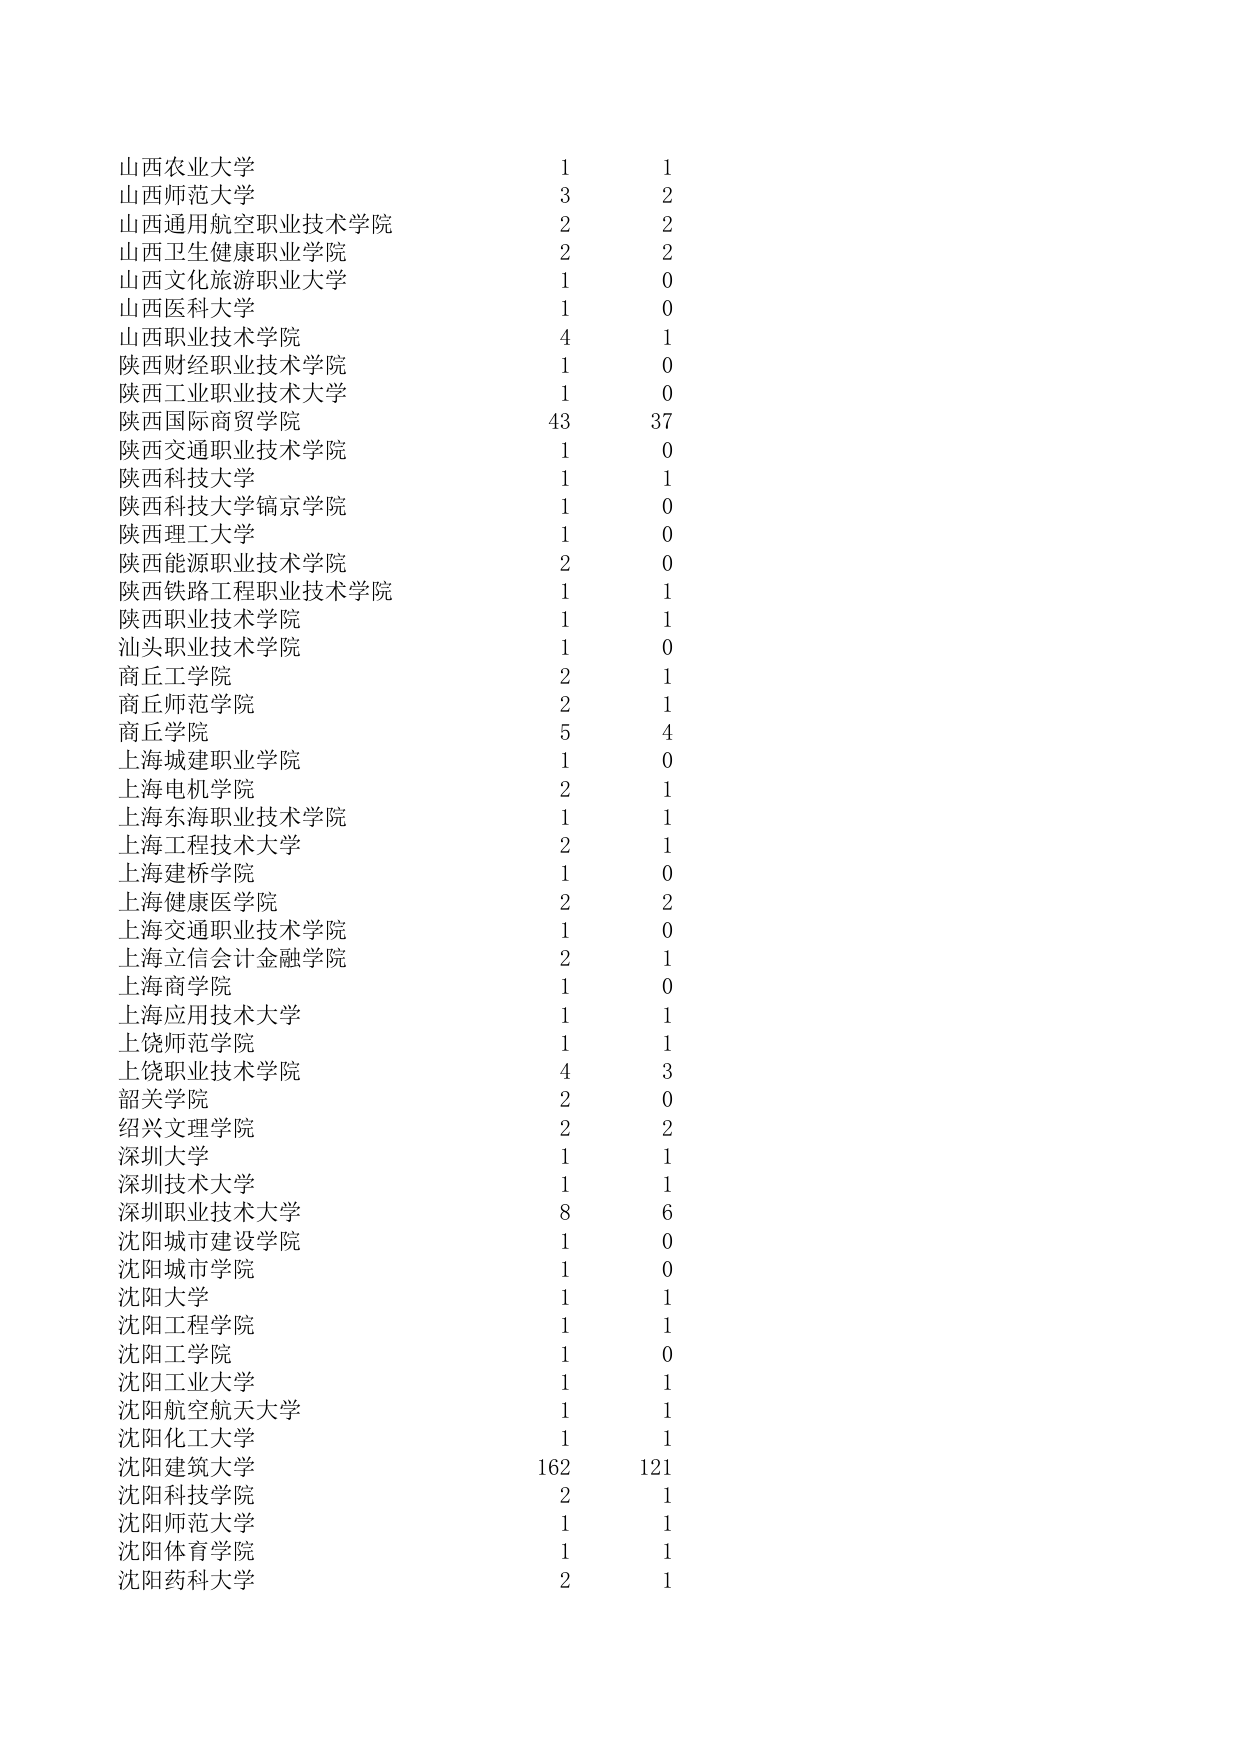 山西农业大学 1 1
山西师范大学 3 2
山西通用航空职业技术学院 2 2
山西卫生健康职业学院 2 2
山西文化旅游职业大学 1 0
山西医科大学 1 0
山西职业技术学院 4 1
陕西财经职业技术学院 1 0
陕西工业职业技术大学 1 0
陕西国际商贸学院 43 37
陕西交通职业技术学院 1 0
陕西科技大学 1 1
陕西科技大学镐京学院 1 0
陕西理工大学 1 0
陕西能源职业技术学院 2 0
陕西铁路工程职业技术学院 1 1
陕西职业技术学院 1 1
汕头职业技术学院 1 0
商丘工学院 2 1
商丘师范学院 2 1
商丘学院 5 4
上海城建职业学院 1 0
上海电机学院 2 1
上海东海职业技术学院 1 1
上海工程技术大学 2 1
上海建桥学院 1 0
上海健康医学院 2 2
上海交通职业技术学院 1 0
上海立信会计金融学院 2 1
上海商学院 1 0
上海应用技术大学 1 1
上饶师范学院 1 1
上饶职业技术学院 4 3
韶关学院 2 0
绍兴文理学院 2 2
深圳大学 1 1
深圳技术大学 1 1
深圳职业技术大学 8 6
沈阳城市建设学院 1 0
沈阳城市学院 1 0
沈阳大学 1 1
沈阳工程学院 1 1
沈阳工学院 1 0
沈阳工业大学 1 1
沈阳航空航天大学 1 1
沈阳化工大学 1 1
沈阳建筑大学 162 121
沈阳科技学院 2 1
沈阳师范大学 1 1
沈阳体育学院 1 1
沈阳药科大学 2 1